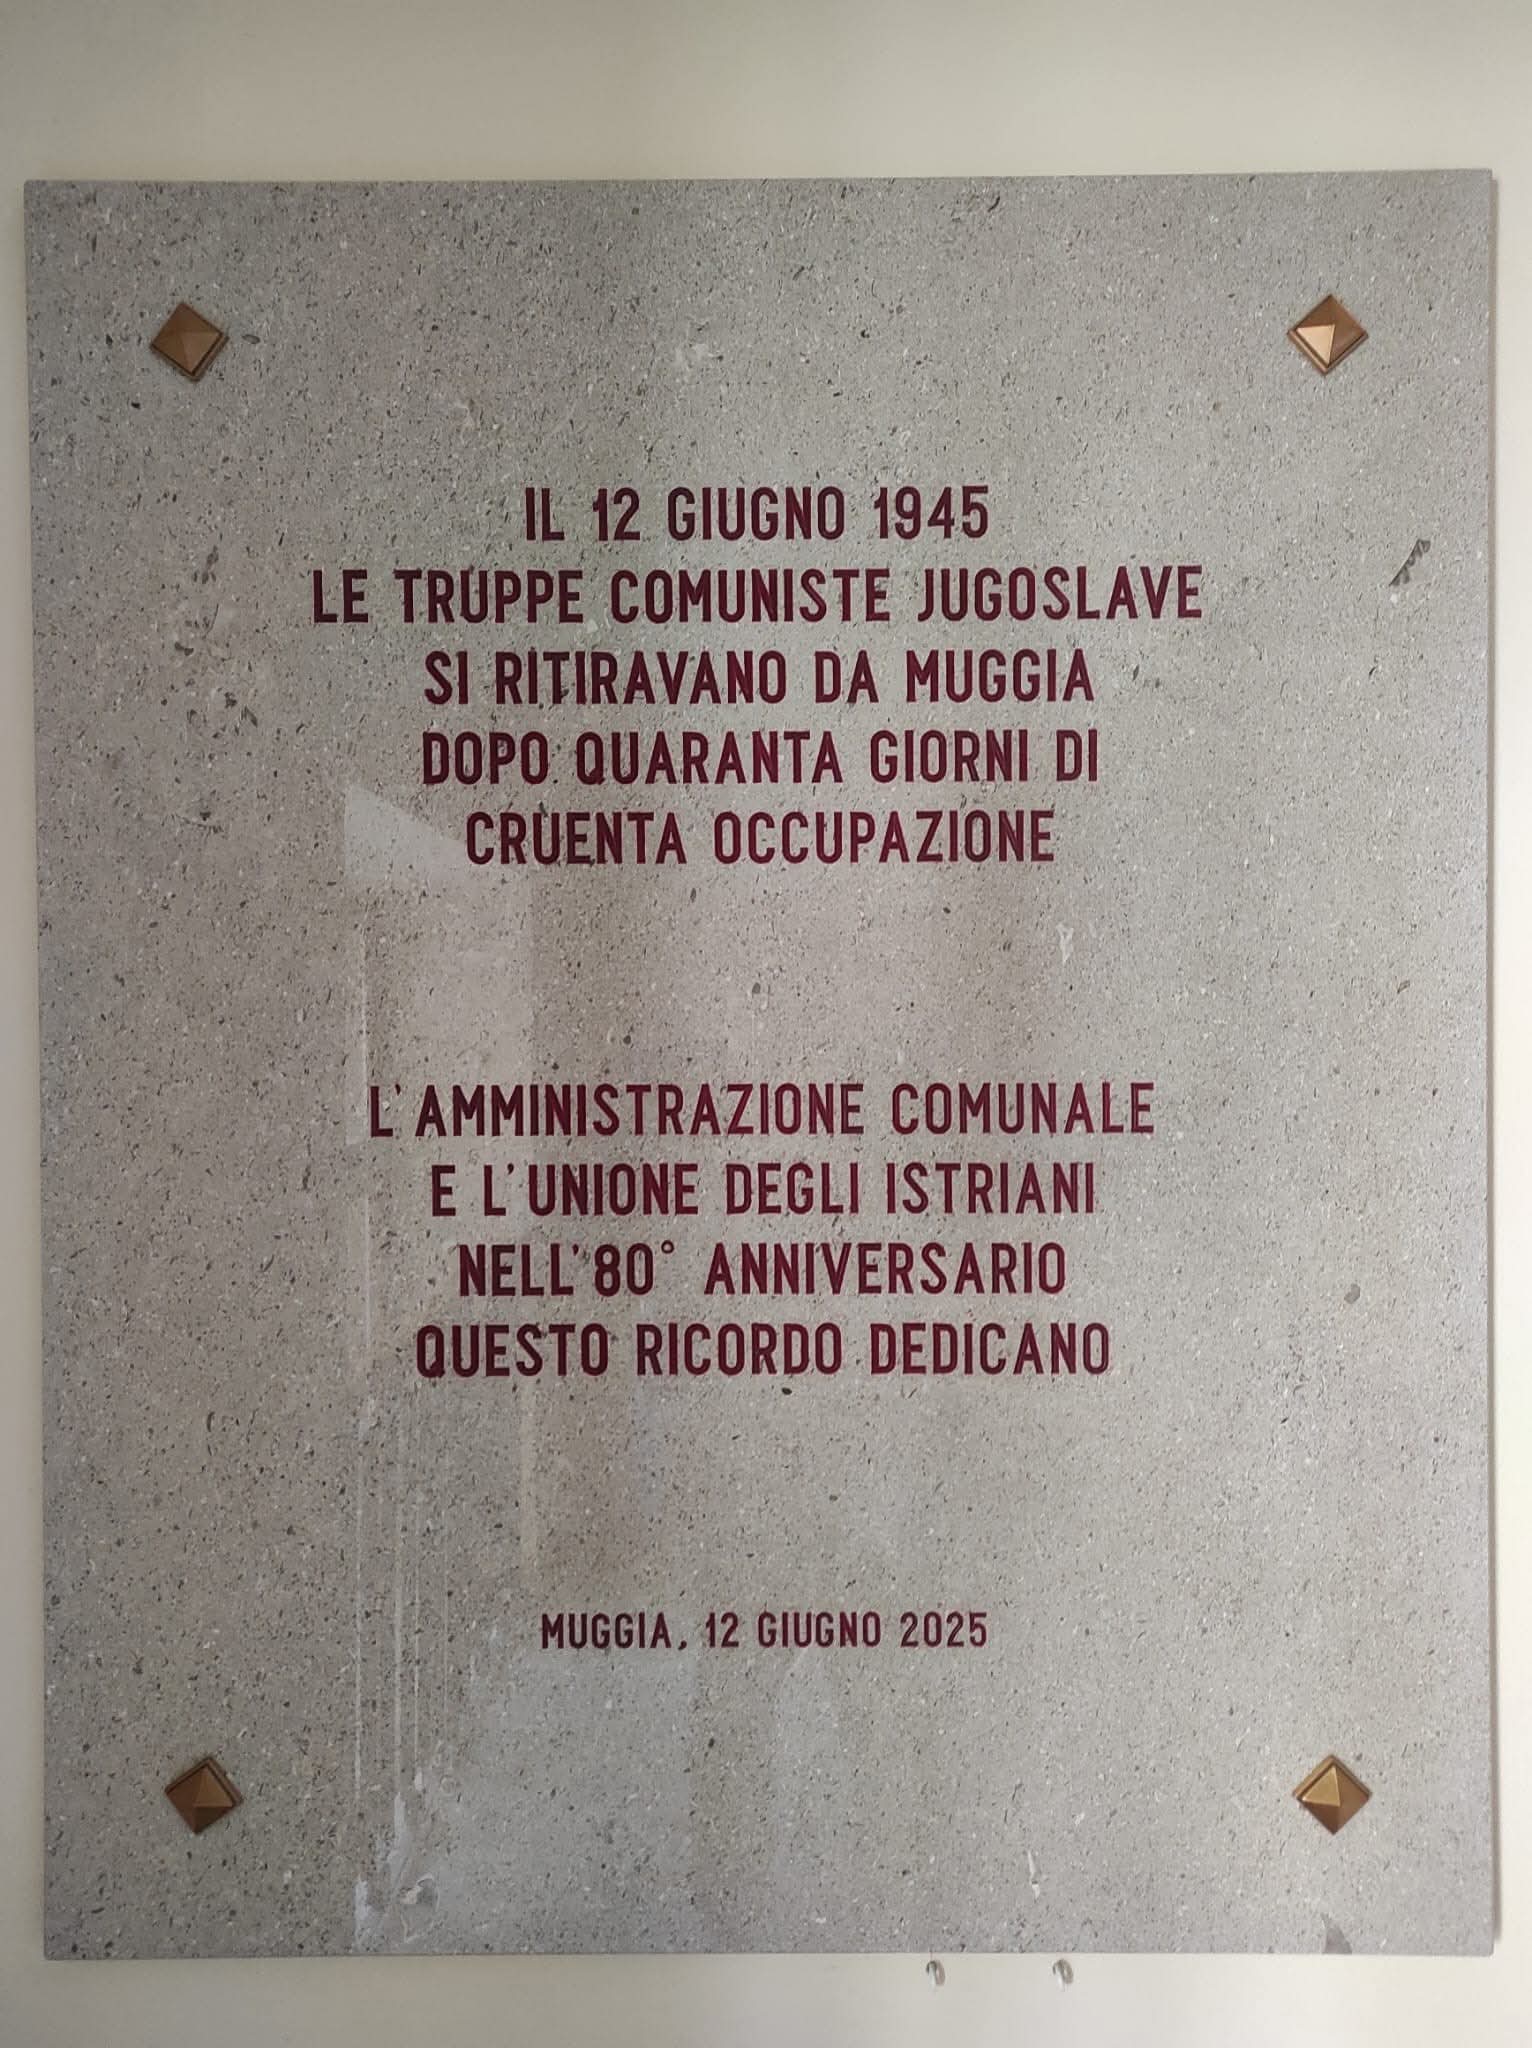 IL 12 GIUGNO 1945
LE TRUPPE COMUNISTE JUGOSLAVE
SI RITIRAVANO DA MUGGIA
DOPO QUARANTA GIORNI DI
CRUENTA OCCUPAZIONE
L'AMMINISTRAZIONE COMUNALE
E L'UNIONE DEGLI ISTRIANI
NELL'80° ANNIVERSARIO
QUESTO RICORDO DEDICANO
MUGGIA, 12 GIUGNO 2025